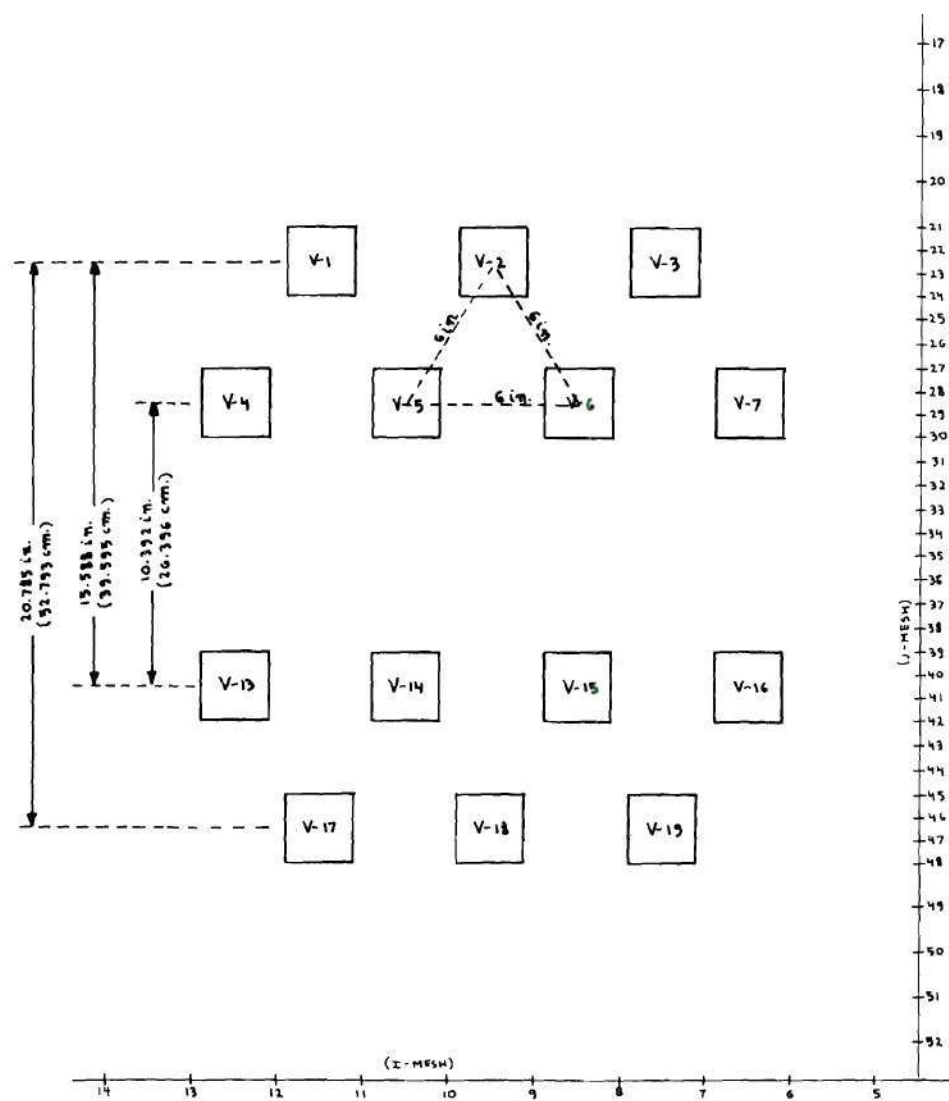 17
18
19
20
21
V-1 V-2 V-3 22
23
24
6 in. 6 in. 25
26
27
V-4 V-5 6 in. V-6 V-7 28
29
30
31
32
20.785 in.
(52.793 cm.)
15.588 in.
(39.595 cm.)
10.392 in.
(26.396 cm.)
33
34
35
36
37
(J-MESH)
38
39
V-13 V-14 V-15 V-16 40
41
42
43
44
45
V-17 V-18 V-19 46
47
48
49
50
51
52
(I-MESH)
14 13 12 11 10 9 8 7 6 5